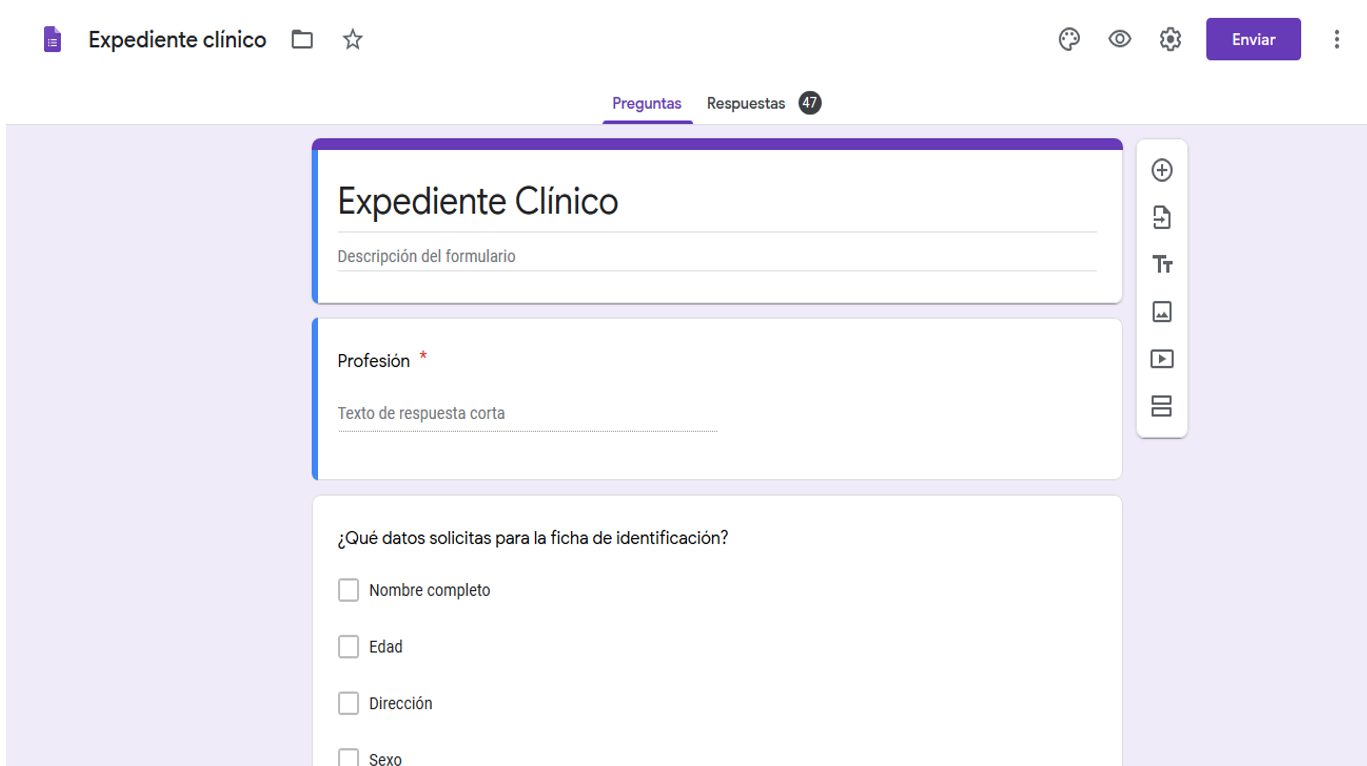 Expediente clínico
Enviar
Preguntas Respuestas 47
Expediente Clínico
Descripción del formulario
Profesión *
Texto de respuesta corta
¿Qué datos solicitas para la ficha de identificación?
Nombre completo
Edad
Dirección
Sexo